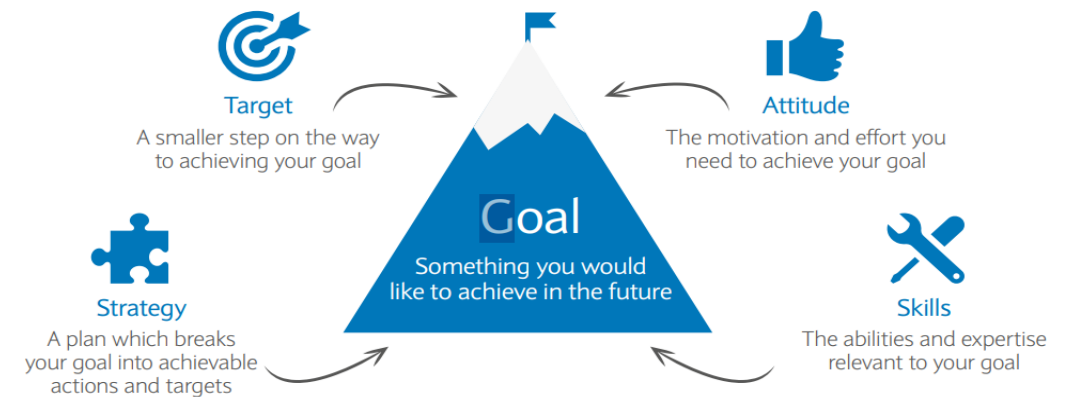 Target
A smaller step on the way
to achieving your goal
Attitude
The motivation and effort you
need to achieve your goal
Goal
Something you would
like to achieve in the future
Strategy
A plan which breaks
your goal into achievable
actions and targets
Skills
The abilities and expertise
relevant to your goal